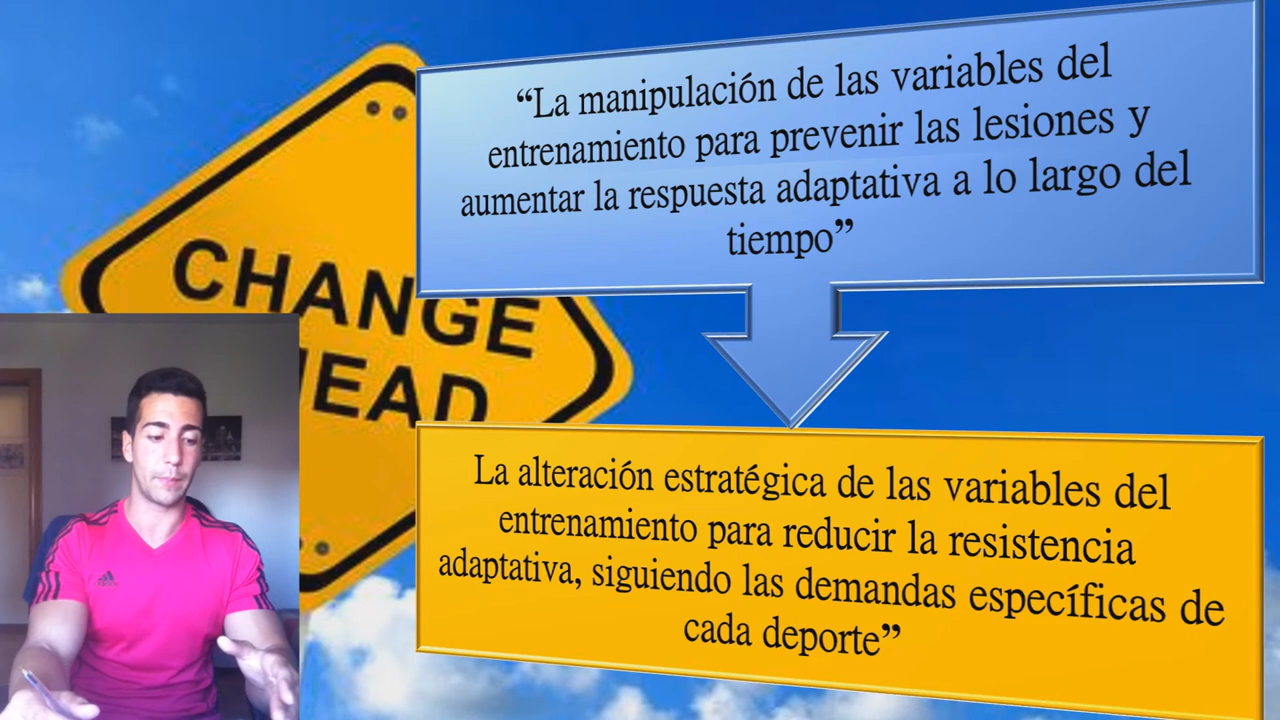 “La manipulación de las variables del
entrenamiento para prevenir las lesiones y
aumentar la respuesta adaptativa a lo largo del
tiempo”
CHANGE
HEAD
La alteración estratégica de las variables del
entrenamiento para reducir la resistencia
adaptativa, siguiendo las demandas específicas de
cada deporte”